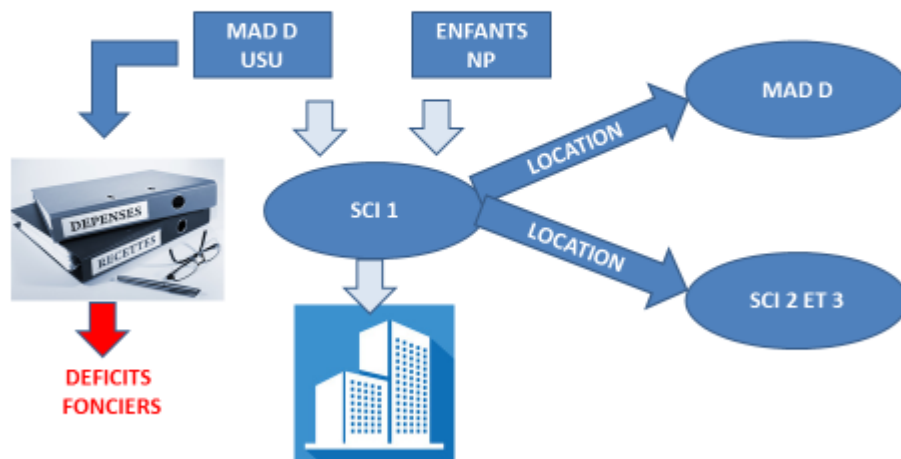 MAD D
USU
ENFANTS
NP
MAD D
LOCATION
DEPENSES
RECETTES
SCI 1
LOCATION
SCI 2 ET 3
DEFICITS
FONCIERS